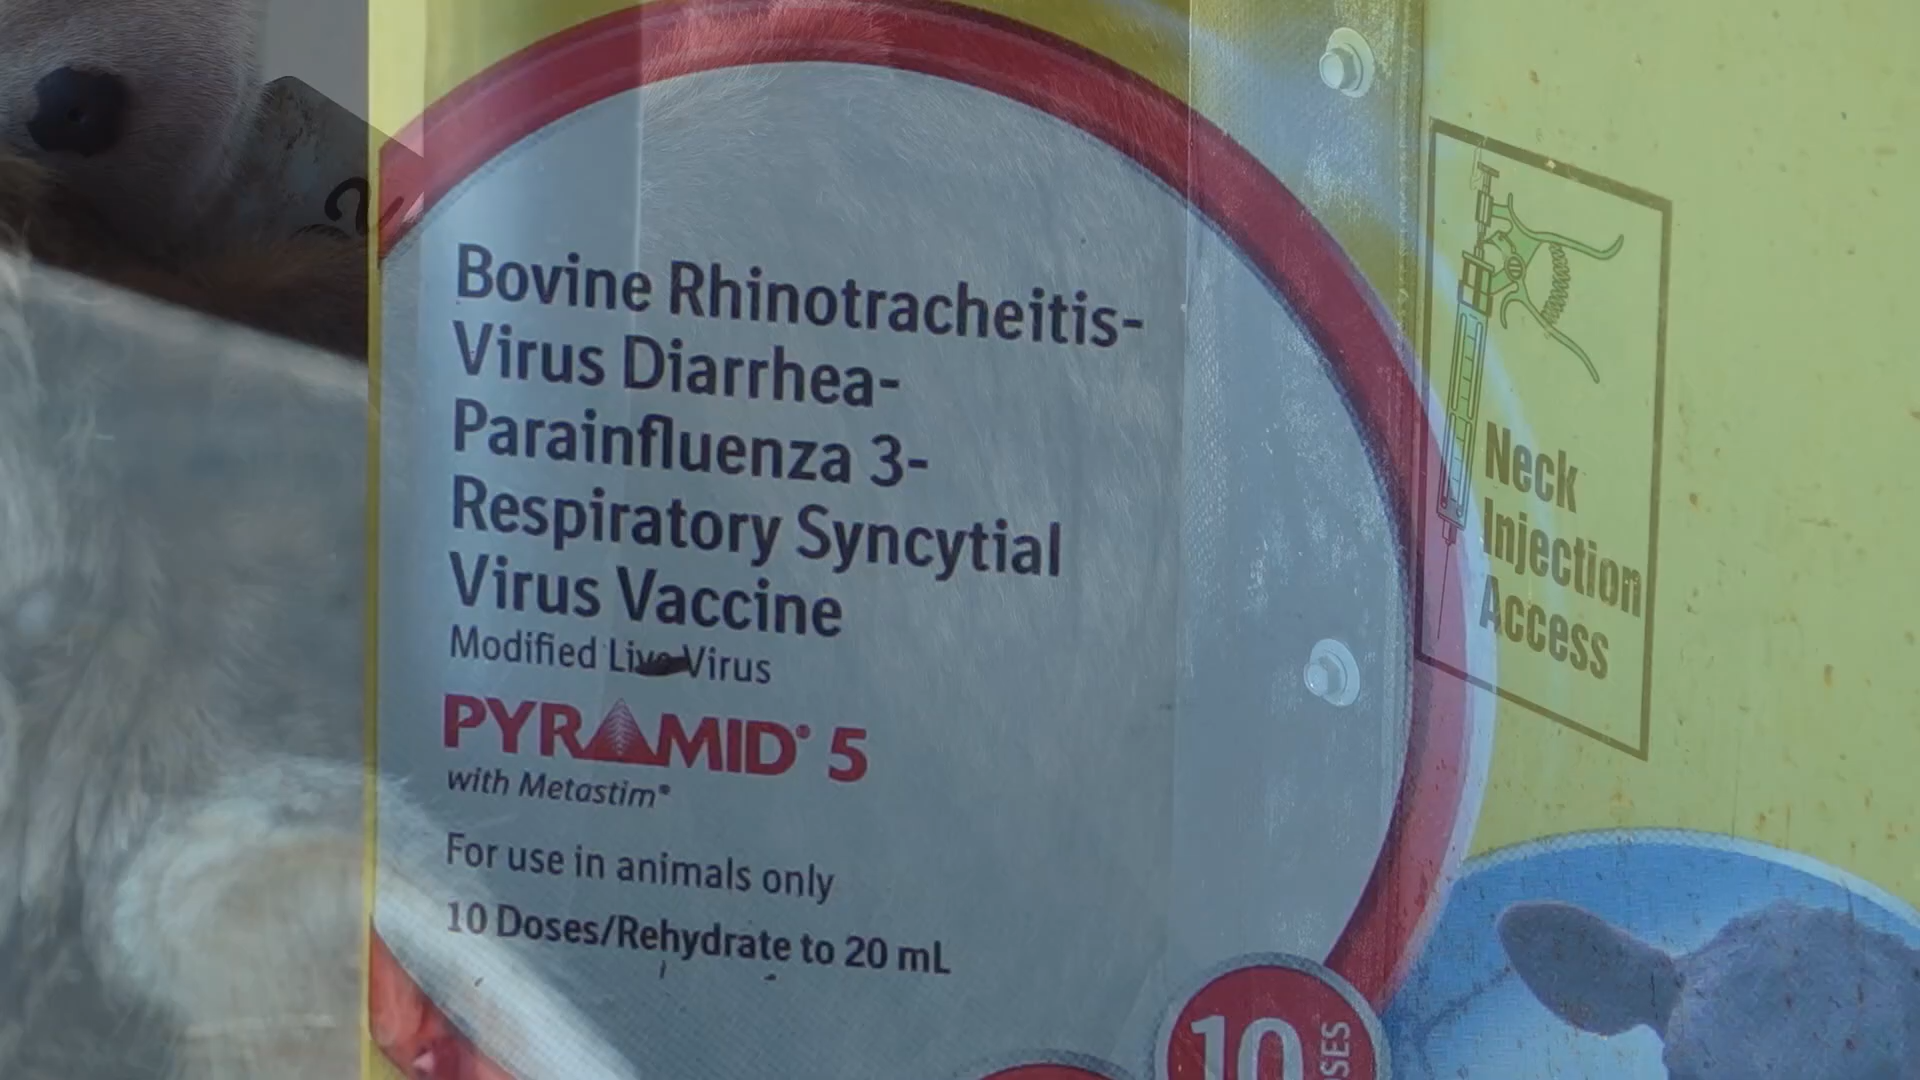 Bovine Rhinotracheitis-
Virus Diarrhea-
Parainfluenza 3-
Respiratory Syncytial
Virus Vaccine
Modified Live Virus
PYRAMID® 5
with Metastim®
For use in animals only
10 Doses/Rehydrate to 20 mL
10
Neck
Injection
Access